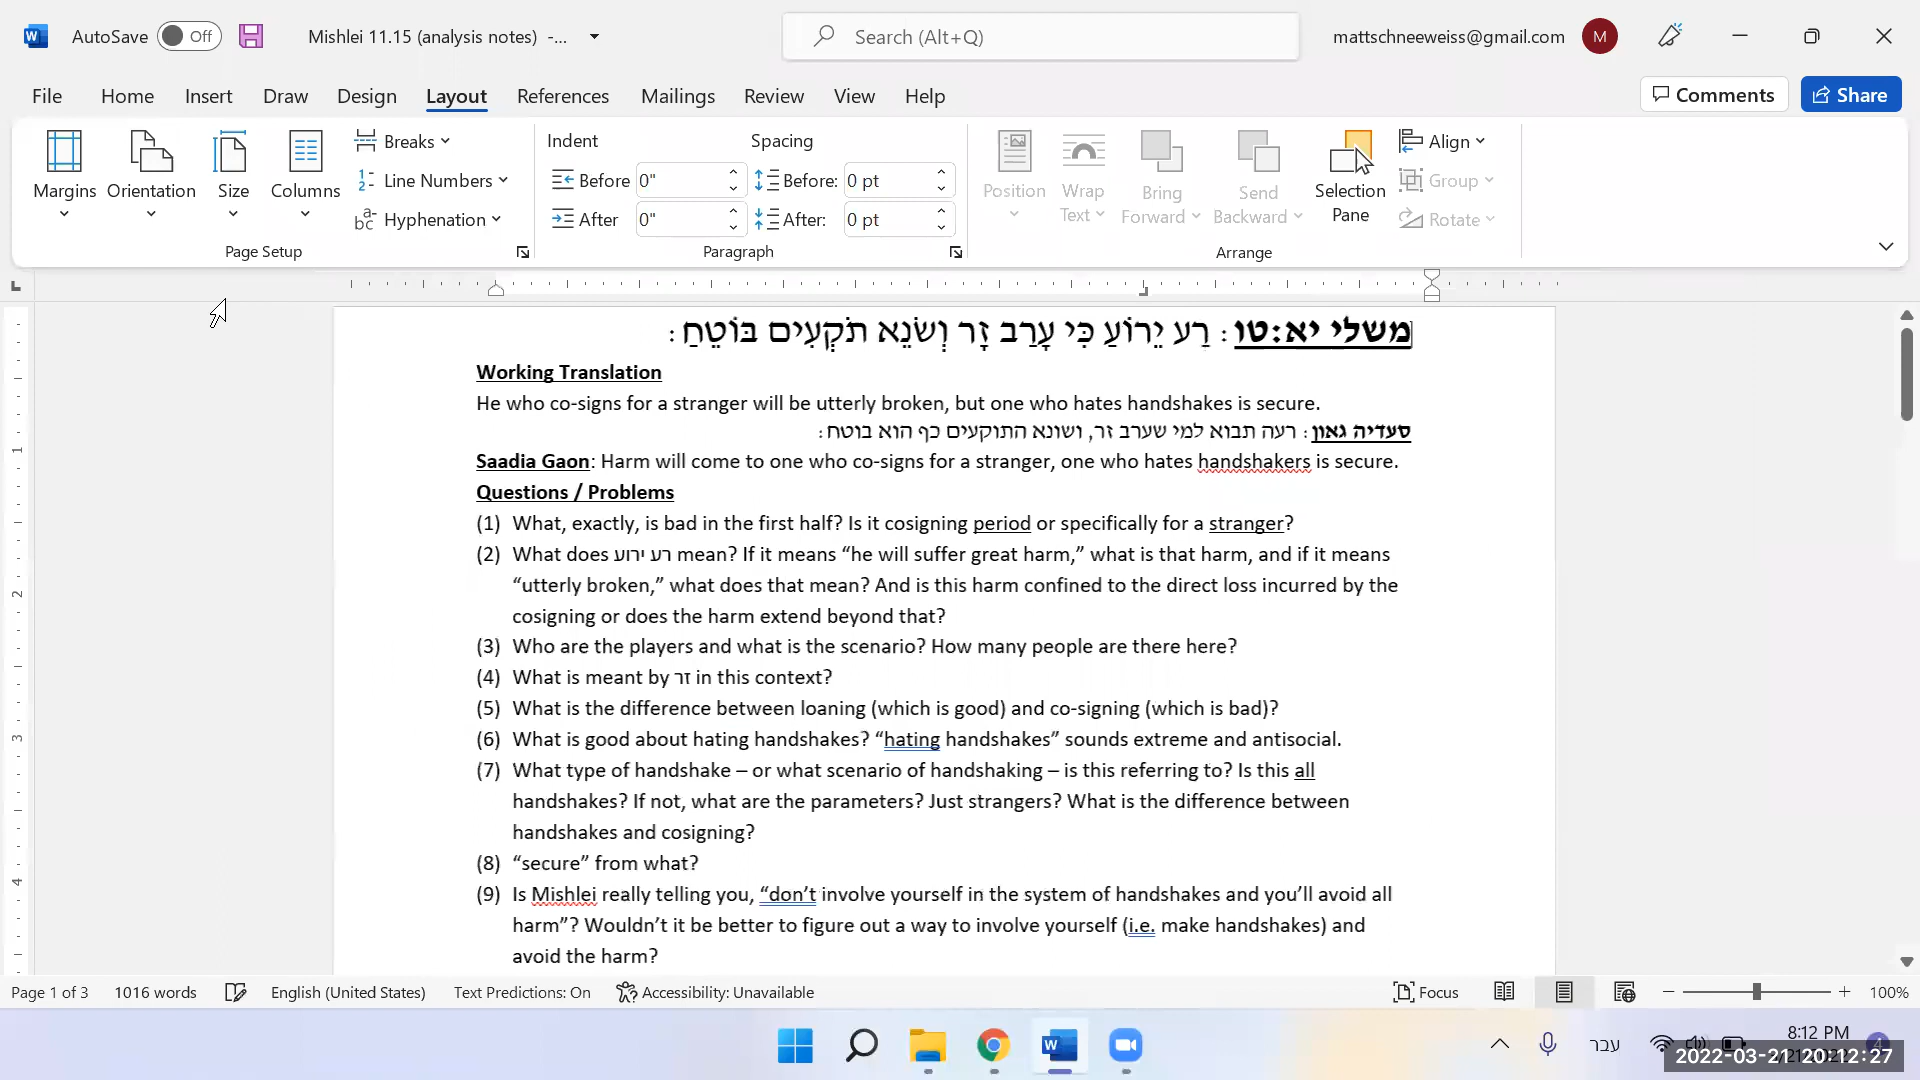 AutoSave Off Mishlei 11.15 (analysis notes) -... Search (Alt+Q) mattschneeweiss@gmail.com M
File Home Insert Draw Design Layout References Mailings Review View Help Comments Share
Margins Orientation Size Columns Breaks Line Numbers Hyphenation
Page Setup
Indent Spacing
Before 0" Before: 0 pt
After 0" After: 0 pt
Paragraph
Position Wrap Text Bring Forward Send Backward Selection Pane Align Group Rotate
Arrange
משלי יא:טו: רַע יֵרוֹעַ כִּי עָרַב זָר וְשֹׂנֵא תֹקְעִים בּוֹטֵחַ:
Working Translation
He who co-signs for a stranger will be utterly broken, but one who hates handshakes is secure.
סעדיה גאון: רעה תבוא למי שערב זר, ושונא התוקעים כף הוא בוטח:
Saadia Gaon: Harm will come to one who co-signs for a stranger, one who hates handshakers is secure.
Questions / Problems
(1) What, exactly, is bad in the first half? Is it cosigning period or specifically for a stranger?
(2) What does רע ירוע mean? If it means “he will suffer great harm,” what is that harm, and if it means
“utterly broken,” what does that mean? And is this harm confined to the direct loss incurred by the
cosigning or does the harm extend beyond that?
(3) Who are the players and what is the scenario? How many people are there here?
(4) What is meant by זר in this context?
(5) What is the difference between loaning (which is good) and co-signing (which is bad)?
(6) What is good about hating handshakes? “hating handshakes” sounds extreme and antisocial.
(7) What type of handshake – or what scenario of handshaking – is this referring to? Is this all
handshakes? If not, what are the parameters? Just strangers? What is the difference between
handshakes and cosigning?
(8) “secure” from what?
(9) Is Mishlei really telling you, “don’t involve yourself in the system of handshakes and you’ll avoid all
harm”? Wouldn’t it be better to figure out a way to involve yourself (i.e. make handshakes) and
avoid the harm?
Page 1 of 3 1016 words English (United States) Text Predictions: On Accessibility: Unavailable Focus 100%
עבר 8:12 PM
2022-03-21 20:12:27